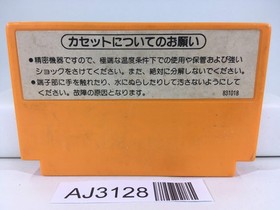 カセットについてのお願い
●精密機器ですので、極端な温度条件下での使用や保管および強い
ショックをさけてください。また、絶対に分解しないでください。
●端子部に手を触れたり、水にぬらしたりして汚さないようにして
ください。故障の原因となります。
801018
AJ3128